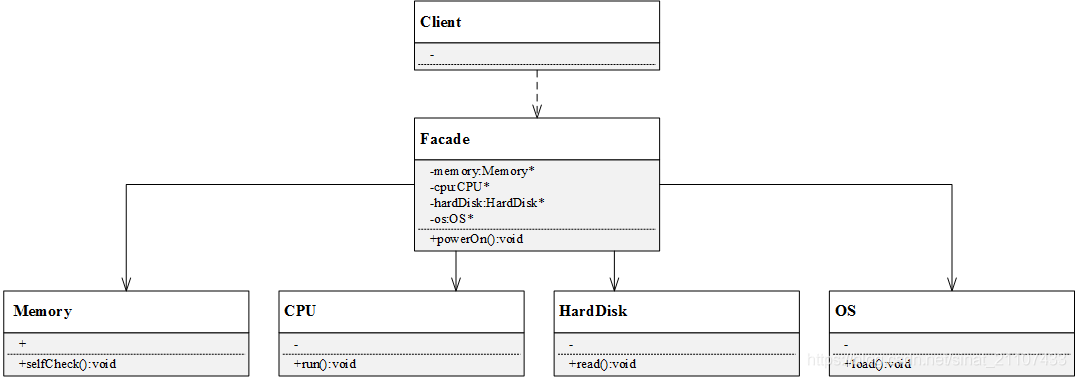 Client
-
Facade
-memory:Memory*
-cpu:CPU*
-hardDisk:HardDisk*
-os:OS*
+powerOn():void
Memory
+
+selfCheck():void
CPU
-
+run():void
HardDisk
-
+read():void
OS
-
+load():void